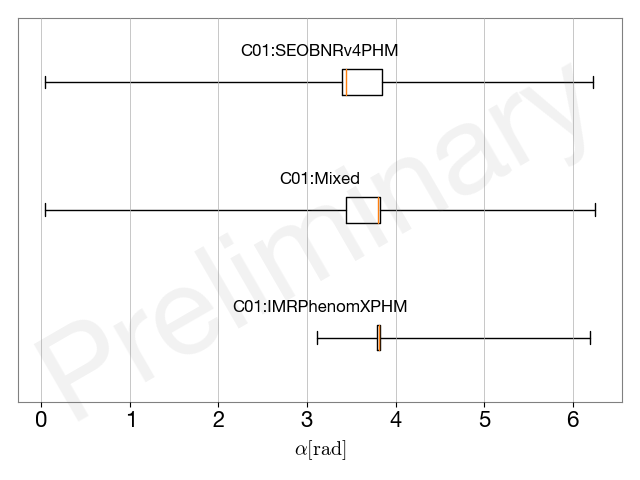 C01:SEOBNRv4PHM
C01:Mixed
C01:IMRPhenomXPHM
Preliminary
0 1 2 3 4 5 6
α[rad]